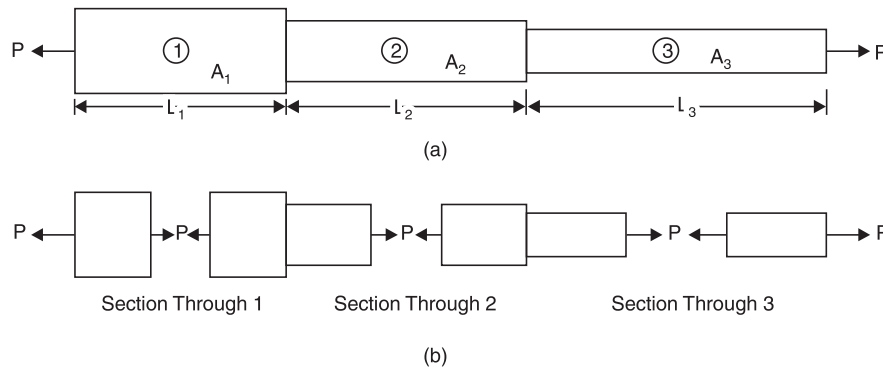 P 1 A1 2 A2 3 A3 P
L1 L2 L3
(a)
P P P P
Section Through 1 Section Through 2 Section Through 3
(b)